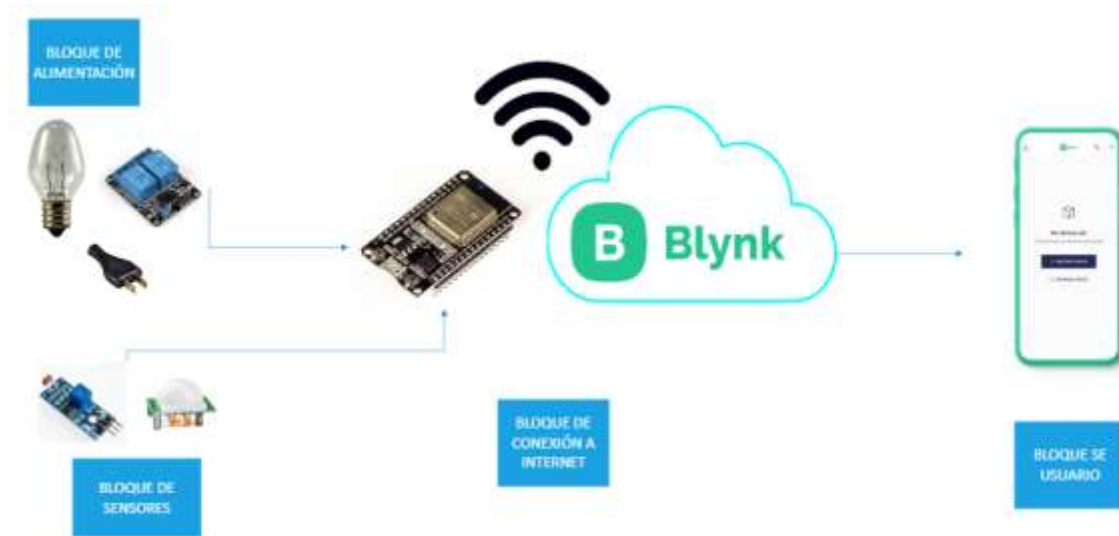 BLOQUE DE
ALIMENTACIÓN
B Blynk
BLOQUE DE
SENSORES
BLOQUE DE
CONEXIÓN A
INTERNET
BLOQUE SE
USUARIO